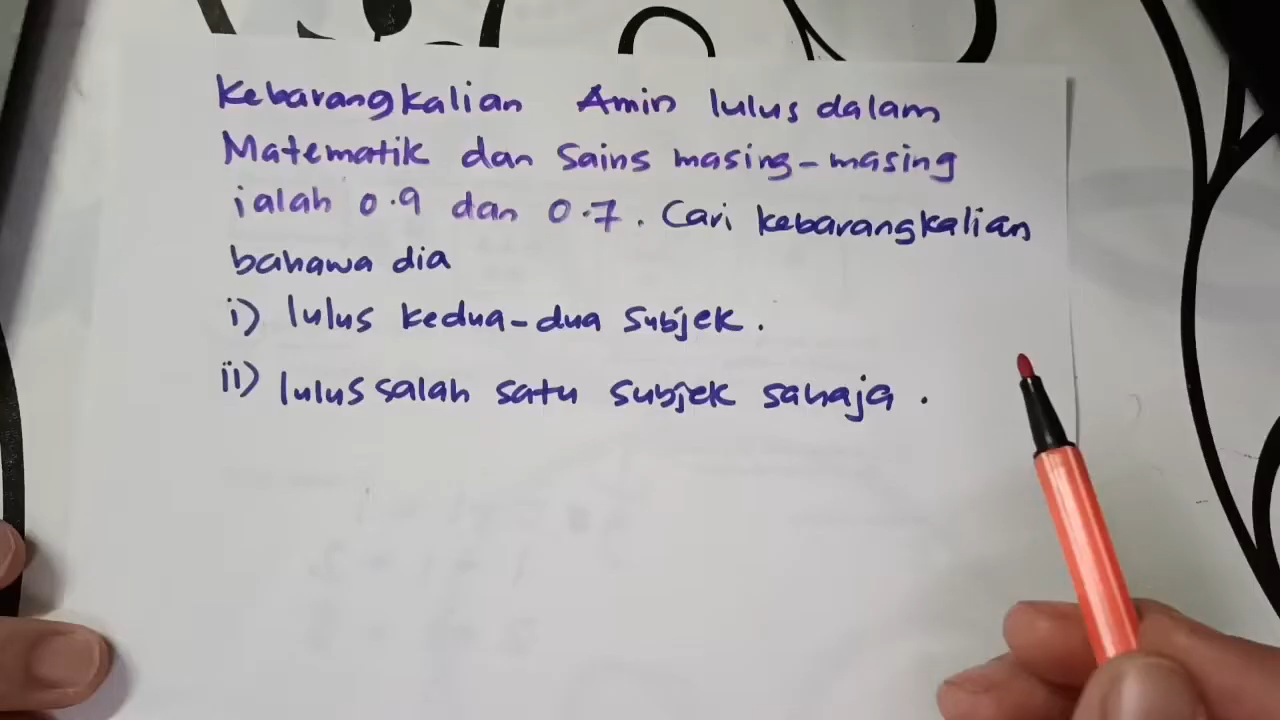 Kebarangkalian Amin lulus dalam
Matematik dan Sains masing-masing
ialah 0.9 dan 0.7. Cari kebarangkalian
bahawa dia
i) lulus kedua-dua subjek.
ii) lulus salah satu subjek sahaja.